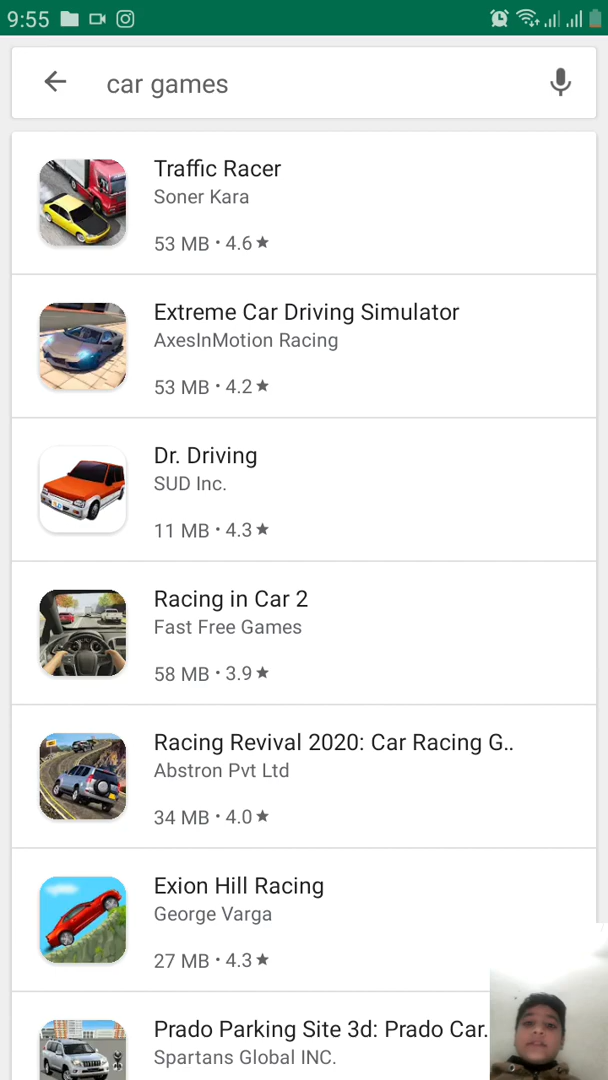 9:55
car games
Traffic Racer
Soner Kara
53 MB • 4.6 ★
Extreme Car Driving Simulator
AxesInMotion Racing
53 MB • 4.2 ★
Dr. Driving
SUD Inc.
11 MB • 4.3 ★
Racing in Car 2
Fast Free Games
58 MB • 3.9 ★
Racing Revival 2020: Car Racing G..
Abstron Pvt Ltd
34 MB • 4.0 ★
Exion Hill Racing
George Varga
27 MB • 4.3 ★
Prado Parking Site 3d: Prado Car.
Spartans Global INC.